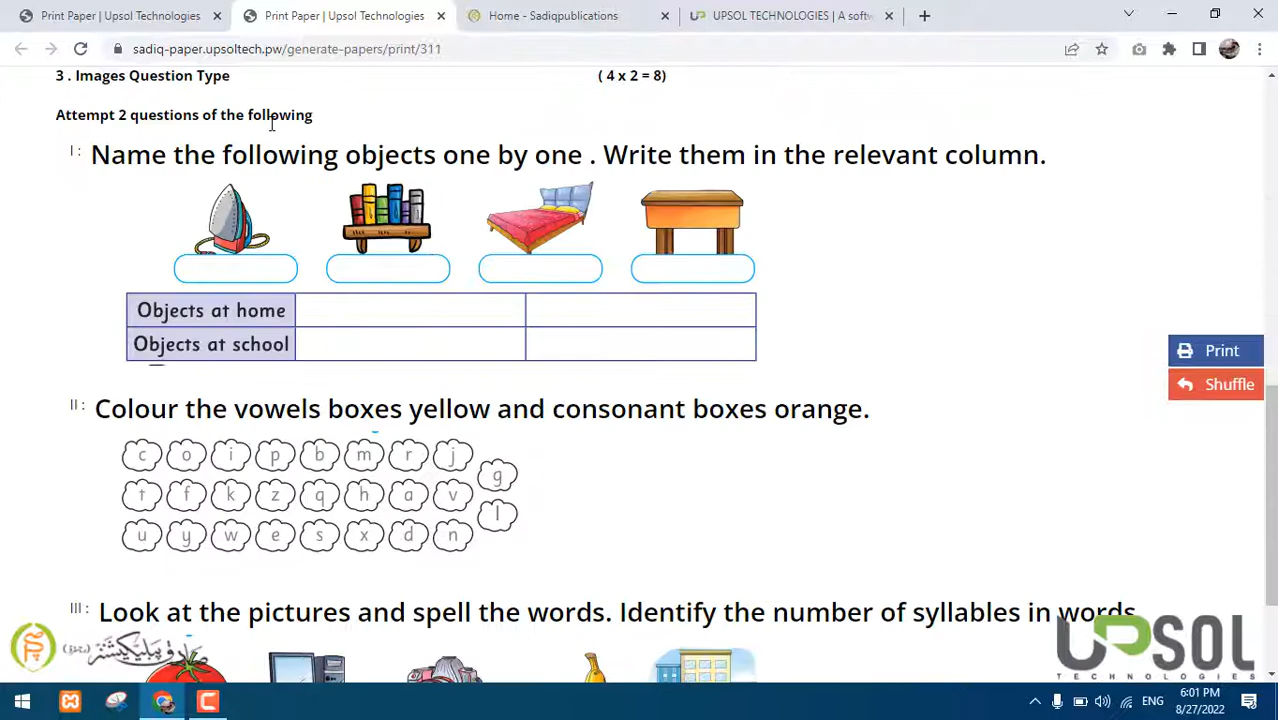 Print Paper | Upsol Technologies
Print Paper | Upsol Technologies
Home - Sadiqpublications
UPSOL TECHNOLOGIES | A softw
sadiq-paper.upsoltech.pw/generate-papers/print/311
3 . Images Question Type ( 4 x 2 = 8)
Attempt 2 questions of the following
I : Name the following objects one by one . Write them in the relevant column.
Objects at home
Objects at school
Print
Shuffle
II : Colour the vowels boxes yellow and consonant boxes orange.
c o i p b m r j
g
t f k z q h a v
l
u y w e s x d n
III : Look at the pictures and spell the words. Identify the number of syllables in words
صادق پبلیکیشنز
UPSOL
TECHNOLOGIES
ENG
6:01 PM
8/27/2022